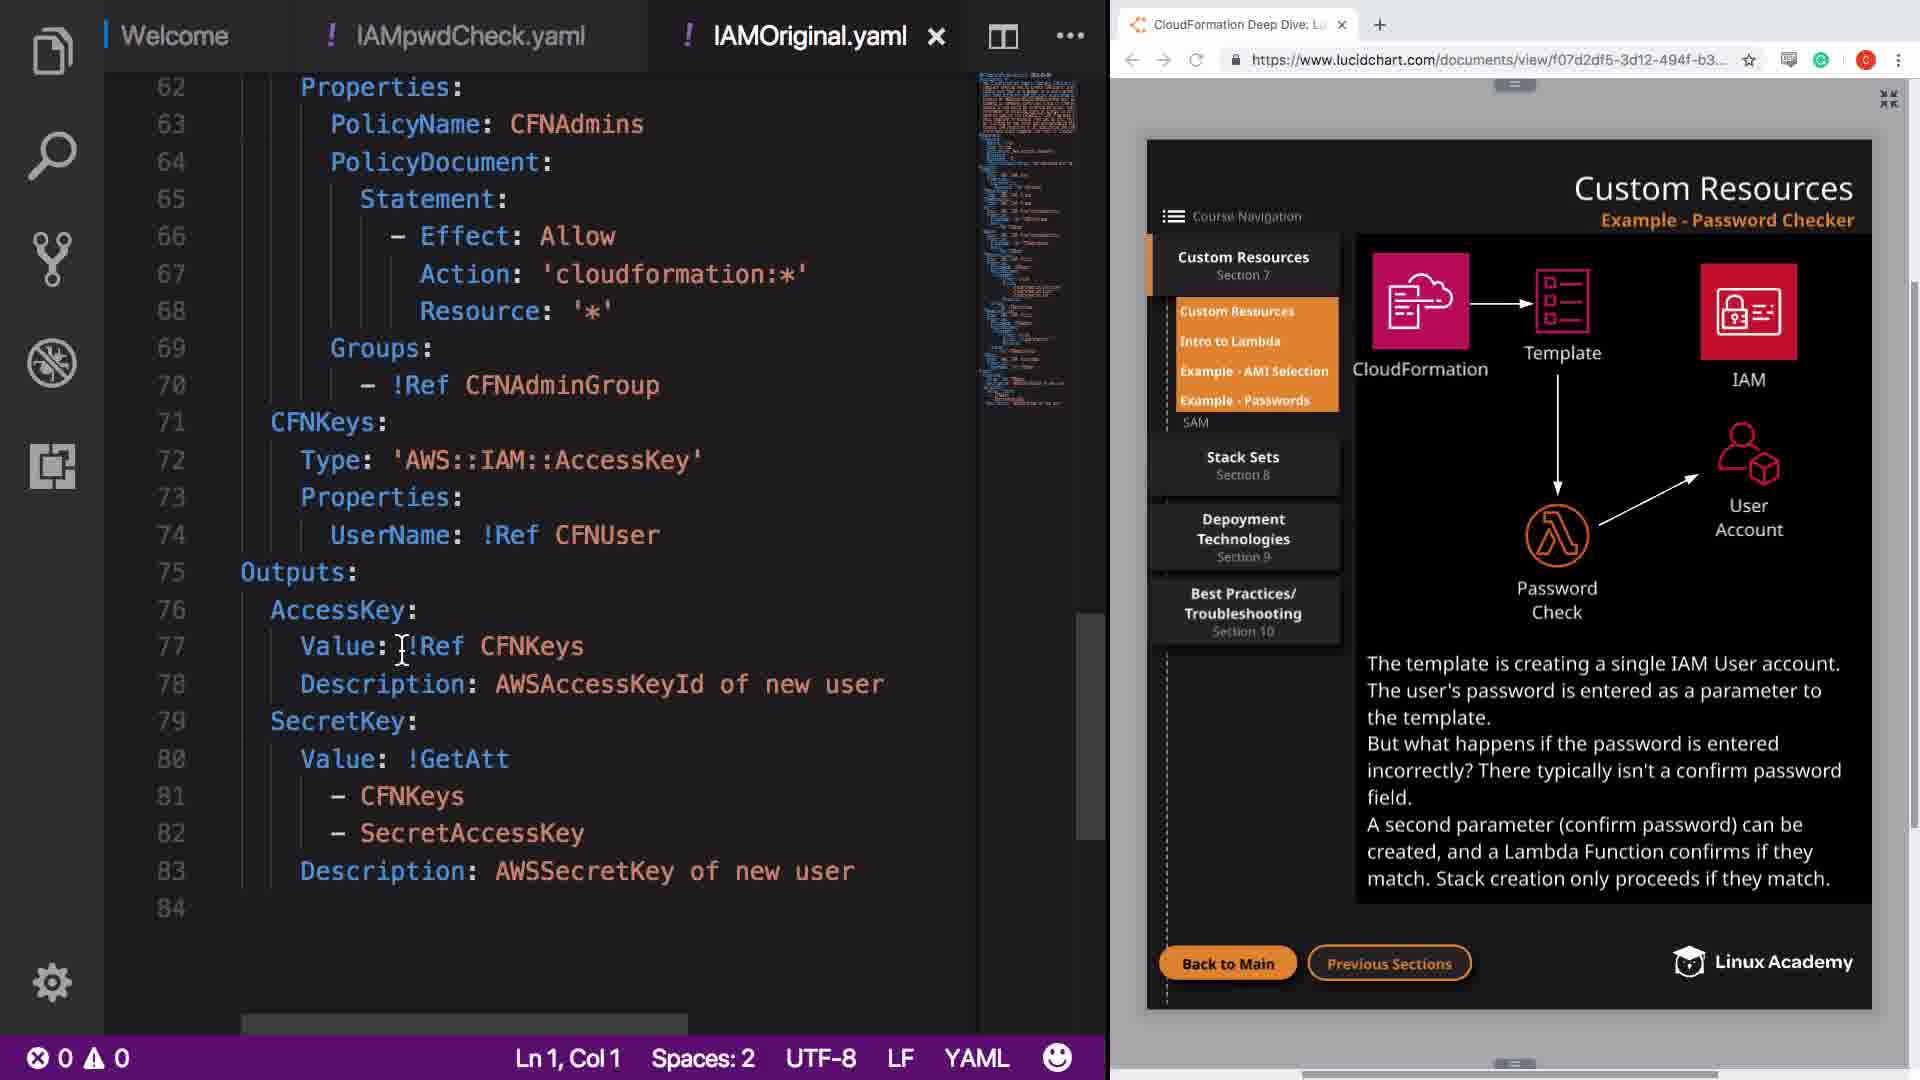 Welcome
! IAMpwdCheck.yaml
! IAMOriginal.yaml
62 Properties:
63 PolicyName: CFNAdmins
64 PolicyDocument:
65 Statement:
66 - Effect: Allow
67 Action: 'cloudformation:*'
68 Resource: '*'
69 Groups:
70 - !Ref CFNAdminGroup
71 CFNKeys:
72 Type: 'AWS::IAM::AccessKey'
73 Properties:
74 UserName: !Ref CFNUser
75 Outputs:
76 AccessKey:
77 Value: !Ref CFNKeys
78 Description: AWSAccessKeyId of new user
79 SecretKey:
80 Value: !GetAtt
81 - CFNKeys
82 - SecretAccessKey
83 Description: AWSSecretKey of new user
84
0 0
Ln 1, Col 1
Spaces: 2
UTF-8
LF
YAML
CloudFormation Deep Dive: Lu
https://www.lucidchart.com/documents/view/f07d2df5-3d12-494f-b3...
C
Custom Resources
Example - Password Checker
Course Navigation
Custom Resources
Section 7
Custom Resources
Intro to Lambda
Example - AMI Selection
Example - Passwords
SAM
Stack Sets
Section 8
Depoyment
Technologies
Section 9
Best Practices/
Troubleshooting
Section 10
CloudFormation
Template
IAM
User
Account
Password
Check
The template is creating a single IAM User account.
The user's password is entered as a parameter to
the template.
But what happens if the password is entered
incorrectly? There typically isn't a confirm password
field.
A second parameter (confirm password) can be
created, and a Lambda Function confirms if they
match. Stack creation only proceeds if they match.
Back to Main
Previous Sections
Linux Academy